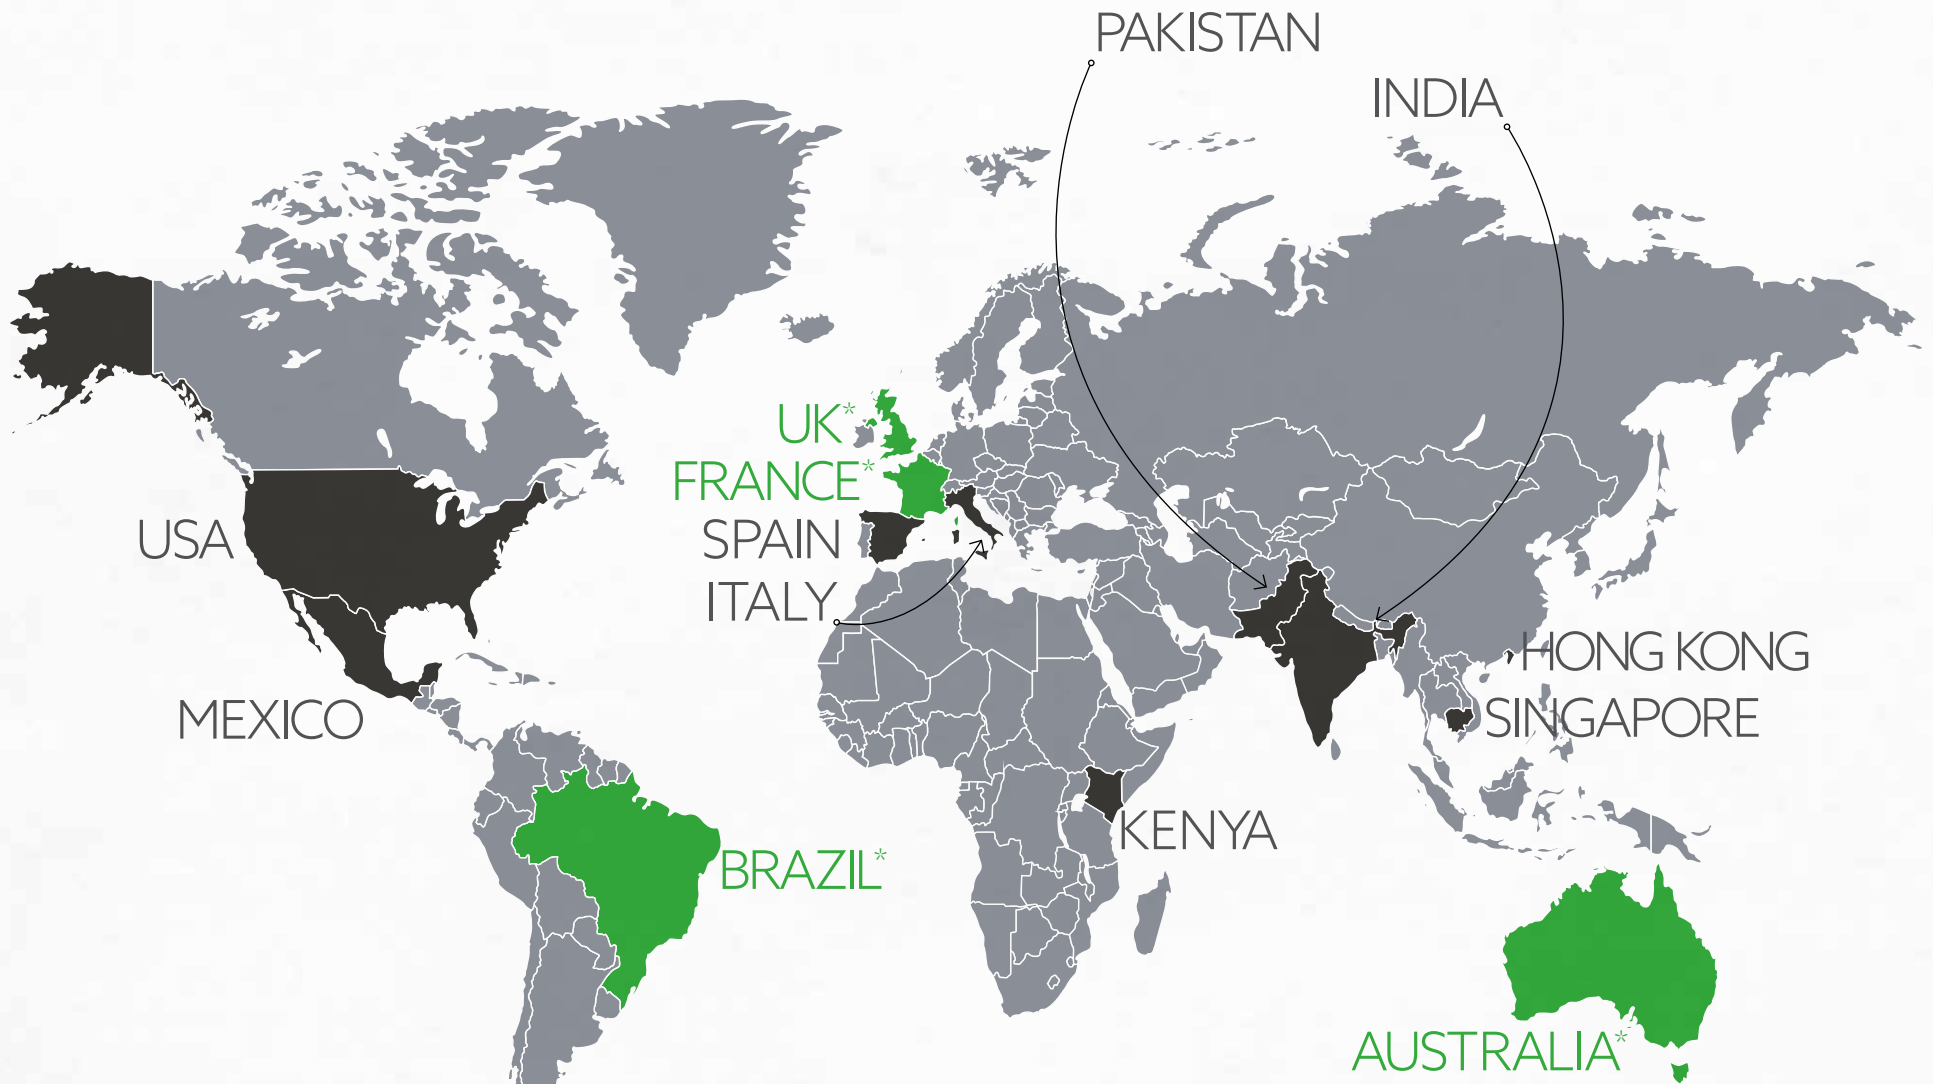 PAKISTAN
INDIA
UK*
FRANCE*
USA
SPAIN
ITALY
HONG KONG
MEXICO
SINGAPORE
KENYA
BRAZIL*
AUSTRALIA*